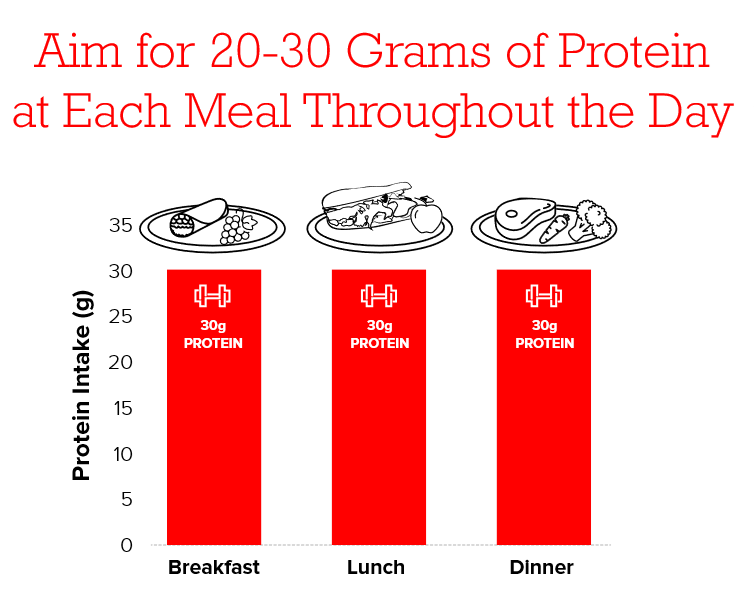 Aim for 20-30 Grams of Protein
at Each Meal Throughout the Day
35
30
25
20
15
10
5
0
Protein Intake (g)
30g
PROTEIN
30g
PROTEIN
30g
PROTEIN
Breakfast
Lunch
Dinner